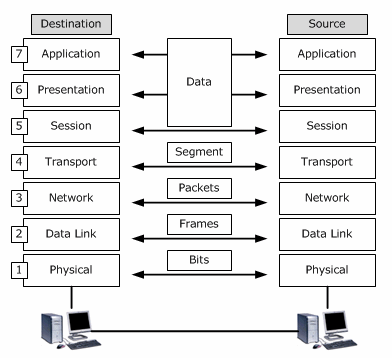 Destination
Source
7 Application
Data
Application
6 Presentation
Presentation
5 Session
Session
4 Transport
Segment
Transport
3 Network
Packets
Network
2 Data Link
Frames
Data Link
1 Physical
Bits
Physical